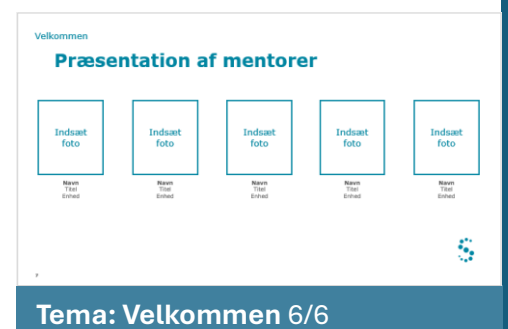 Velkommen
Præsentation af mentorer
Indsæt foto
Indsæt foto
Indsæt foto
Indsæt foto
Indsæt foto
Navn
Titel
Enhed
Navn
Titel
Enhed
Navn
Titel
Enhed
Navn
Titel
Enhed
Navn
Titel
Enhed
Tema: Velkommen 6/6